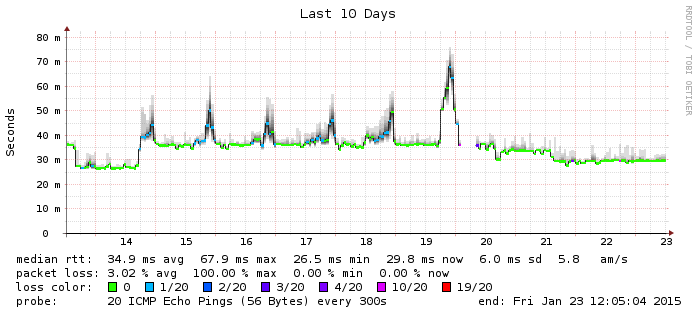 Last 10 Days
RRDTOOL / TOBI OETIKER
Seconds
80 m
70 m
60 m
50 m
40 m
30 m
20 m
10 m
0
14 15 16 17 18 19 20 21 22 23
median rtt: 34.9 ms avg 67.9 ms max 26.5 ms min 29.8 ms now 6.0 ms sd 5.8 am/s
packet loss: 3.02 % avg 100.00 % max 0.00 % min 0.00 % now
loss color: 0 1/20 2/20 3/20 4/20 10/20 19/20
probe: 20 ICMP Echo Pings (56 Bytes) every 300s end: Fri Jan 23 12:05:04 2015